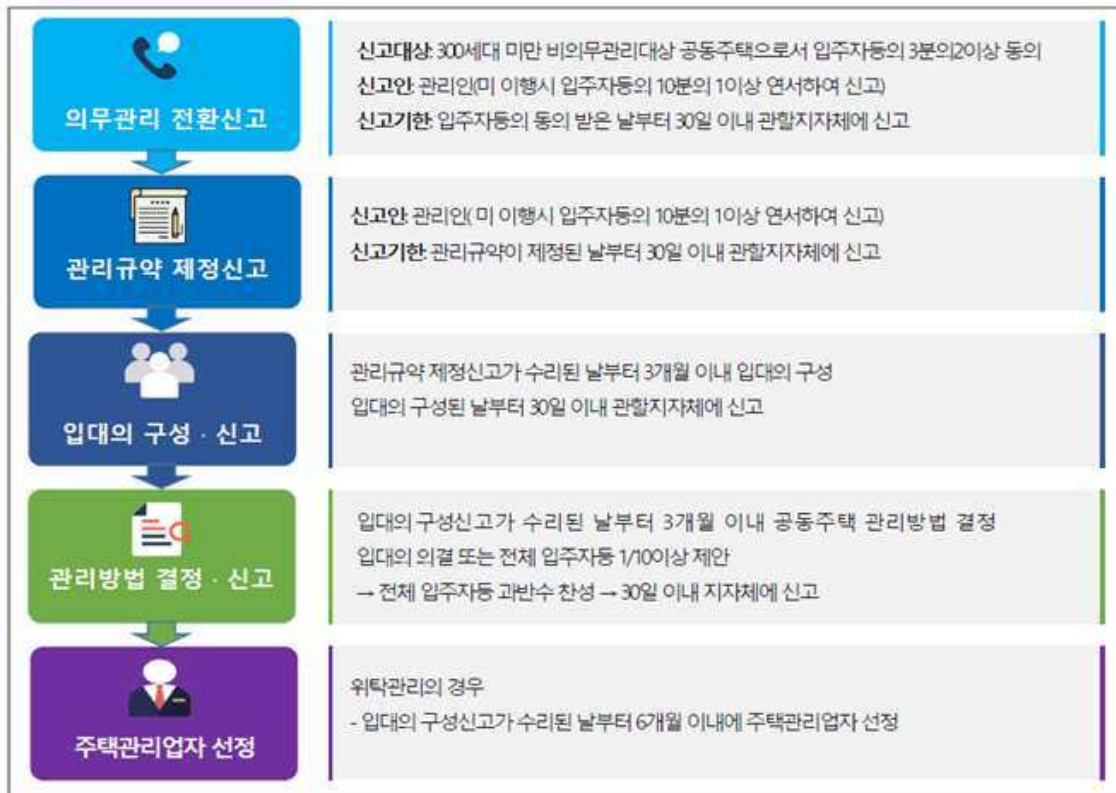 의무관리 전환신고
신고대상: 300세대 미만 비의무관리대상 공동주택으로서 입주자등의 3분의2이상 동의
신고인: 관리인(미 이행시 입주자등의 10분의 1이상 연서하여 신고)
신고기한: 입주자등의 동의 받은 날부터 30일 이내 관할지자체에 신고
관리규약 제정신고
신고인: 관리인( 미 이행시 입주자등의 10분의 1이상 연서하여 신고)
신고기한: 관리규약이 제정된 날부터 30일 이내 관할지자체에 신고
입대의 구성 · 신고
관리규약 제정신고가 수리된 날부터 3개월 이내 입대의 구성
입대의 구성된 날부터 30일 이내 관할지자체에 신고
관리방법 결정 · 신고
입대의 구성신고가 수리된 날부터 3개월 이내 공동주택 관리방법 결정
입대의 의결 또는 전체 입주자등 1/10이상 제안
→ 전체 입주자등 과반수 찬성 → 30일 이내 지자체에 신고
주택관리업자 선정
위탁관리의 경우
- 입대의 구성신고가 수리된 날부터 6개월 이내에 주택관리업자 선정